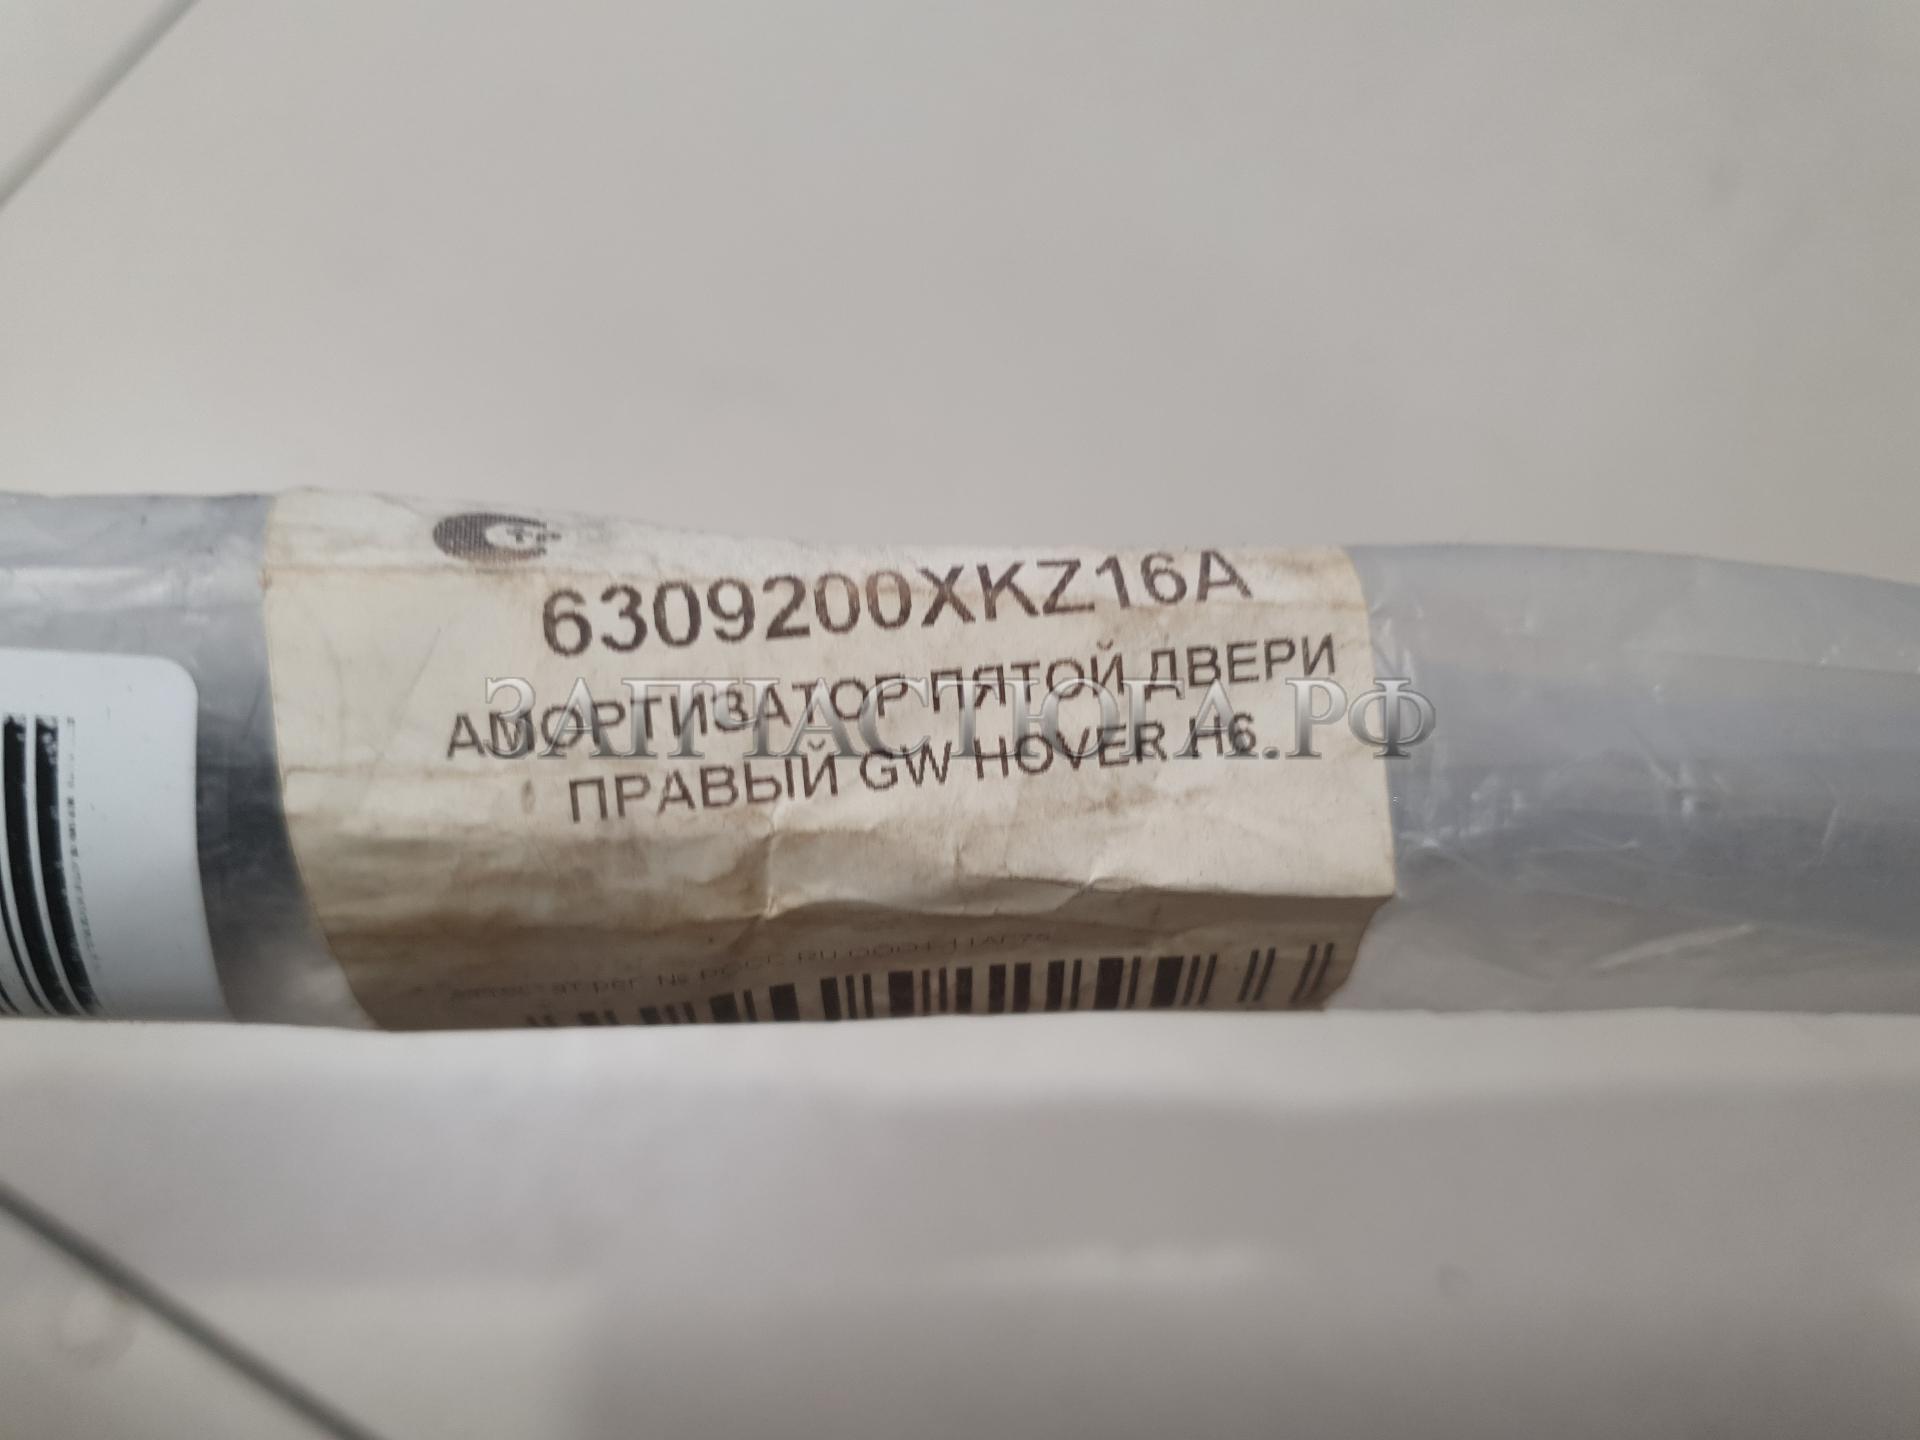 6309200XKZ16A
АМОРТИЗАТОР ПЯТОЙ ДВЕРИ
ЗАПЧАСТЮГА.РФ
ПРАВЫЙ GW HOVER H6